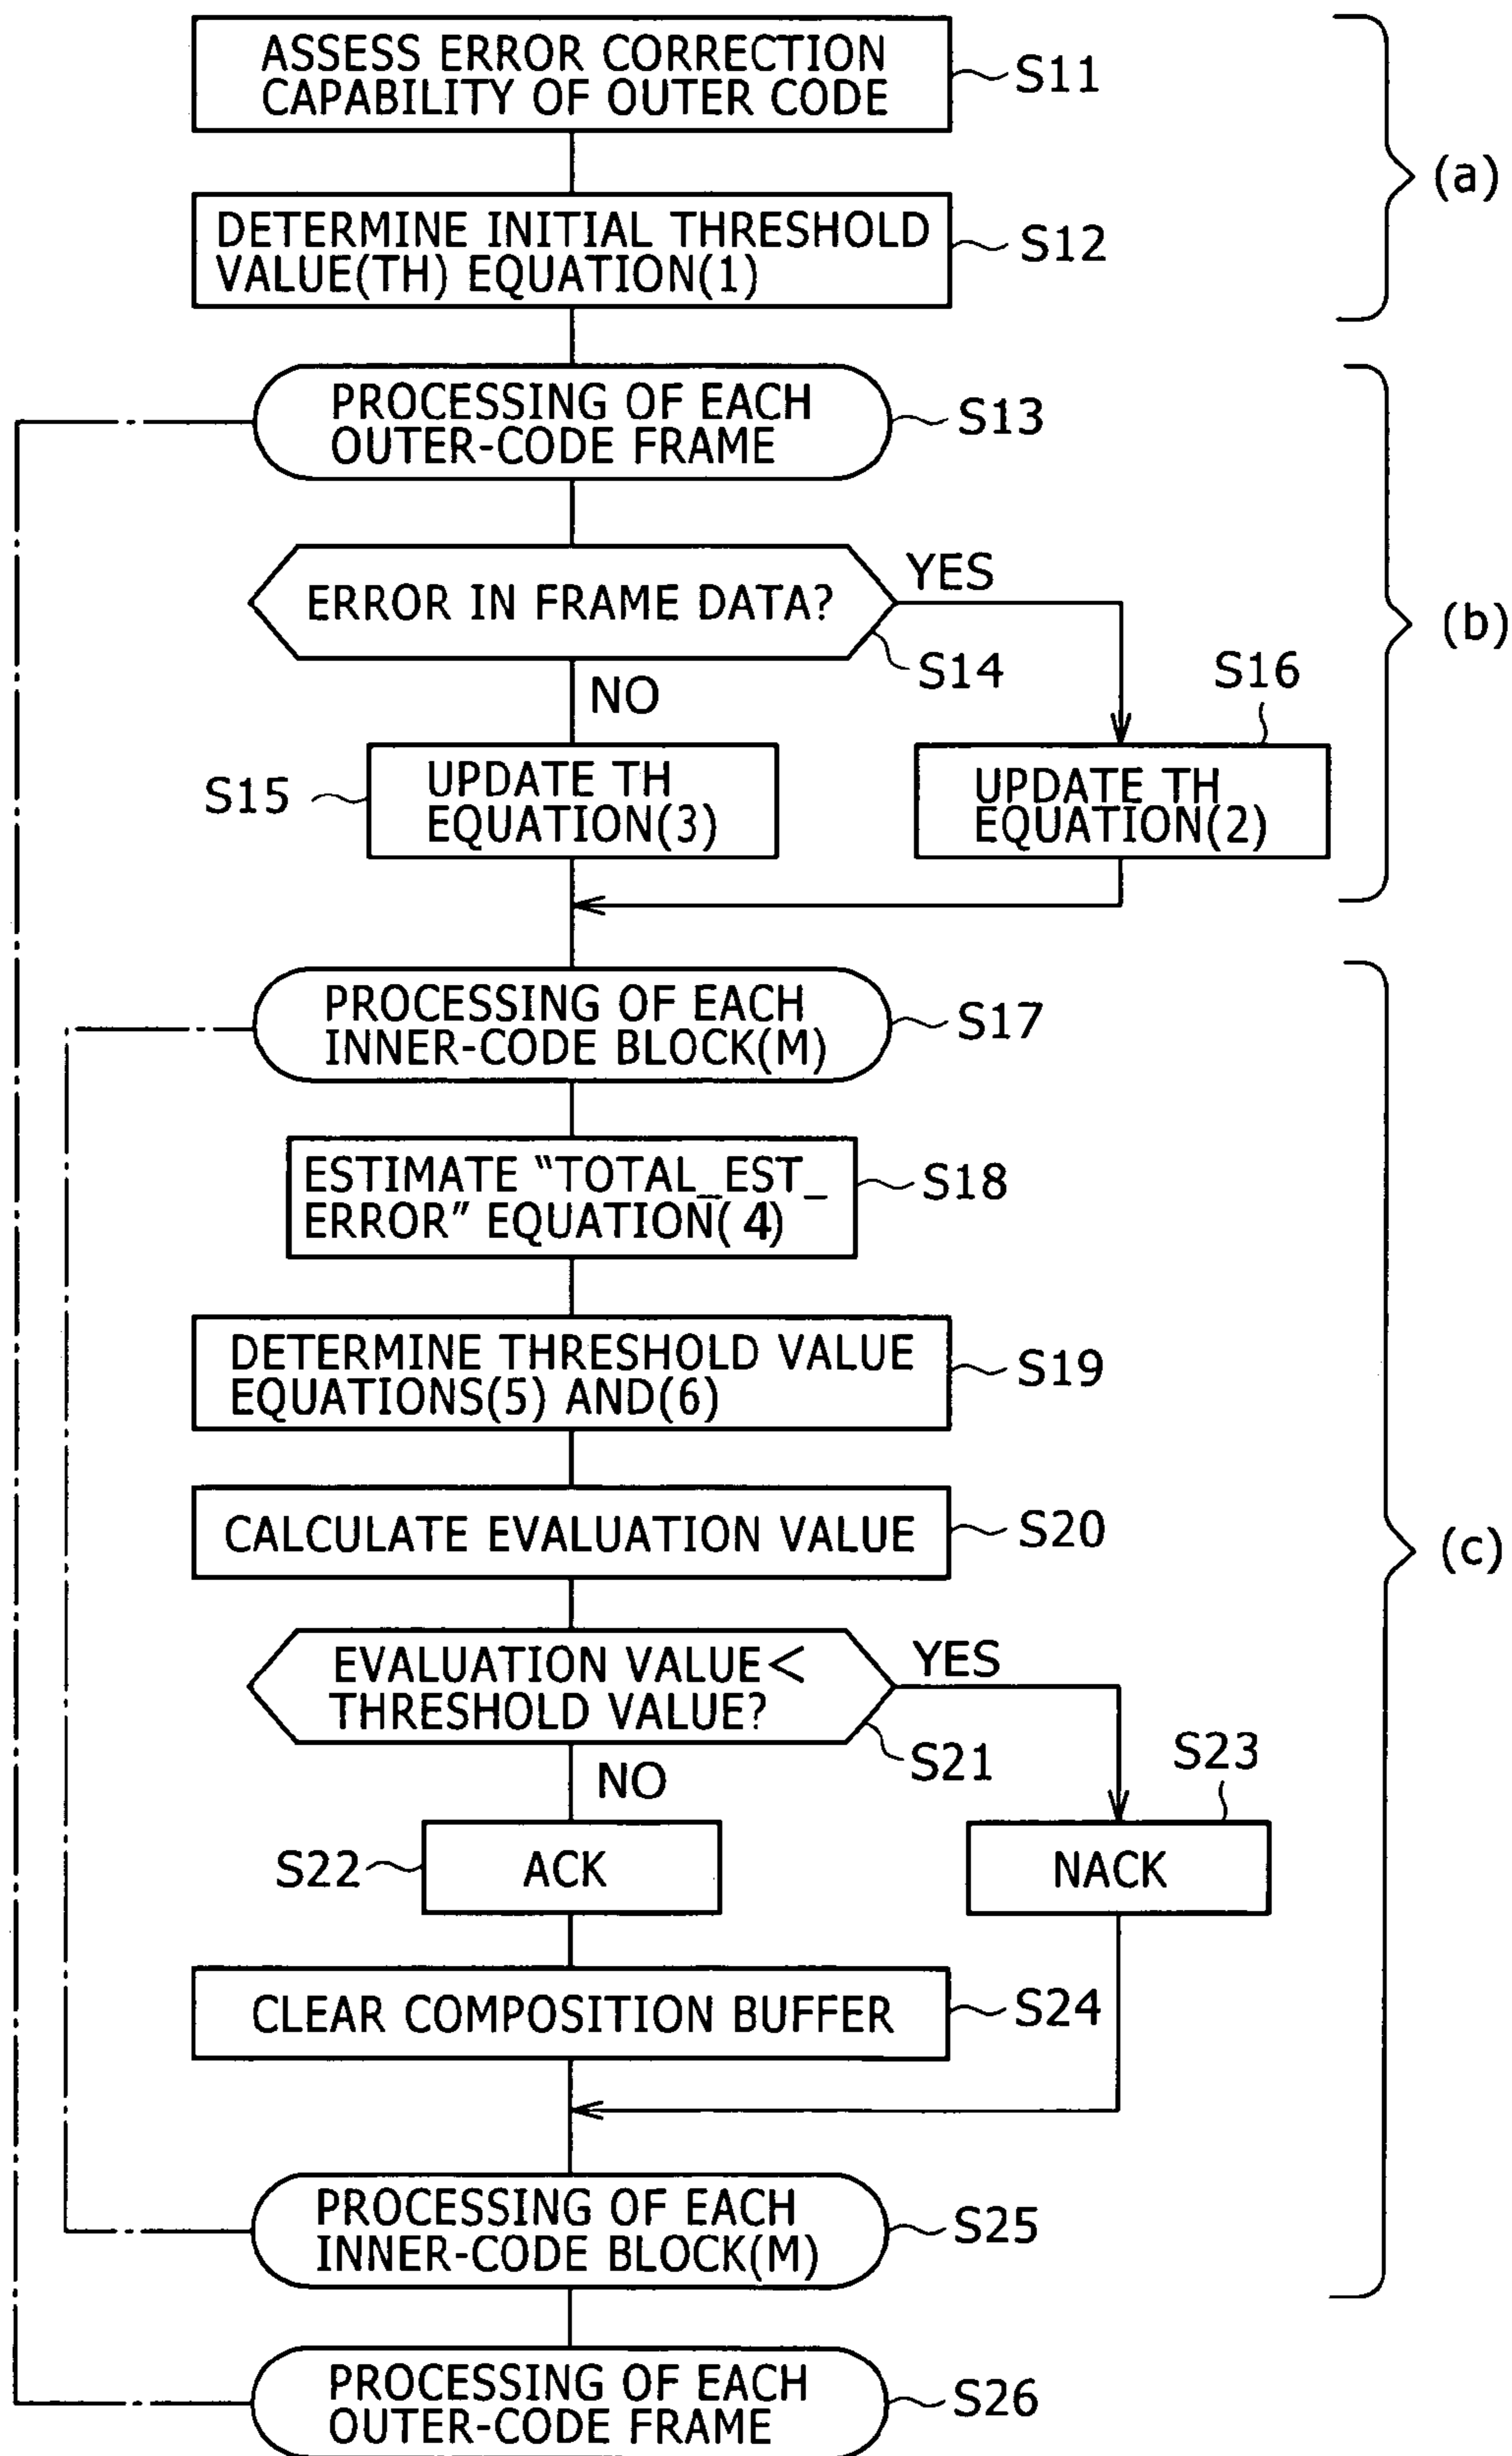 ASSESS ERROR CORRECTION
CAPABILITY OF OUTER CODE
S11
(a)
DETERMINE INITIAL THRESHOLD
VALUE(TH) EQUATION(1)
S12
PROCESSING OF EACH
OUTER-CODE FRAME
S13
ERROR IN FRAME DATA?
YES
S14
(b)
NO
S16
S15
UPDATE TH
EQUATION(3)
UPDATE TH
EQUATION(2)
PROCESSING OF EACH
INNER-CODE BLOCK(M)
S17
ESTIMATE “TOTAL_EST_
ERROR” EQUATION(4)
S18
DETERMINE THRESHOLD VALUE
EQUATIONS(5) AND(6)
S19
CALCULATE EVALUATION VALUE
S20
(c)
EVALUATION VALUE<
THRESHOLD VALUE?
YES
S21
NO
S23
S22
ACK
NACK
CLEAR COMPOSITION BUFFER
S24
PROCESSING OF EACH
INNER-CODE BLOCK(M)
S25
PROCESSING OF EACH
OUTER-CODE FRAME
S26